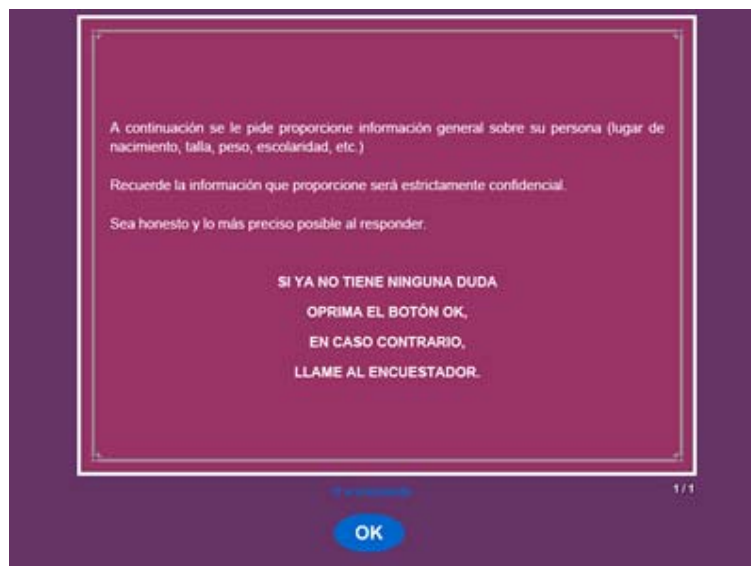 A continuación se le pide proporcione información general sobre su persona (lugar de
nacimiento, talla, peso, escolaridad, etc.)
Recuerde la información que proporcione será estrictamente confidencial.
Sea honesto y lo más preciso posible al responder.
SI YA NO TIENE NINGUNA DUDA
OPRIMA EL BOTÓN OK,
EN CASO CONTRARIO,
LLAME AL ENCUESTADOR.
1 / 1
OK